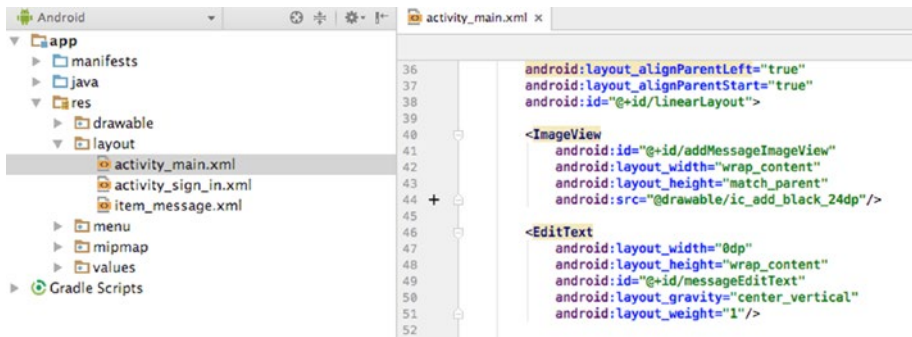 Android
app
manifests
java
res
drawable
layout
activity_main.xml
activity_sign_in.xml
item_message.xml
menu
mipmap
values
Gradle Scripts
activity_main.xml
36 android:layout_alignParentLeft="true"
37 android:layout_alignParentStart="true"
38 android:id="@+id/linearLayout">
39
40 <ImageView
41 android:id="@+id/addMessageImageView"
42 android:layout_width="wrap_content"
43 android:layout_height="match_parent"
44 android:src="@drawable/ic_add_black_24dp"/>
45
46 <EditText
47 android:layout_width="0dp"
48 android:layout_height="wrap_content"
49 android:id="@+id/messageEditText"
50 android:layout_gravity="center_vertical"
51 android:layout_weight="1"/>
52